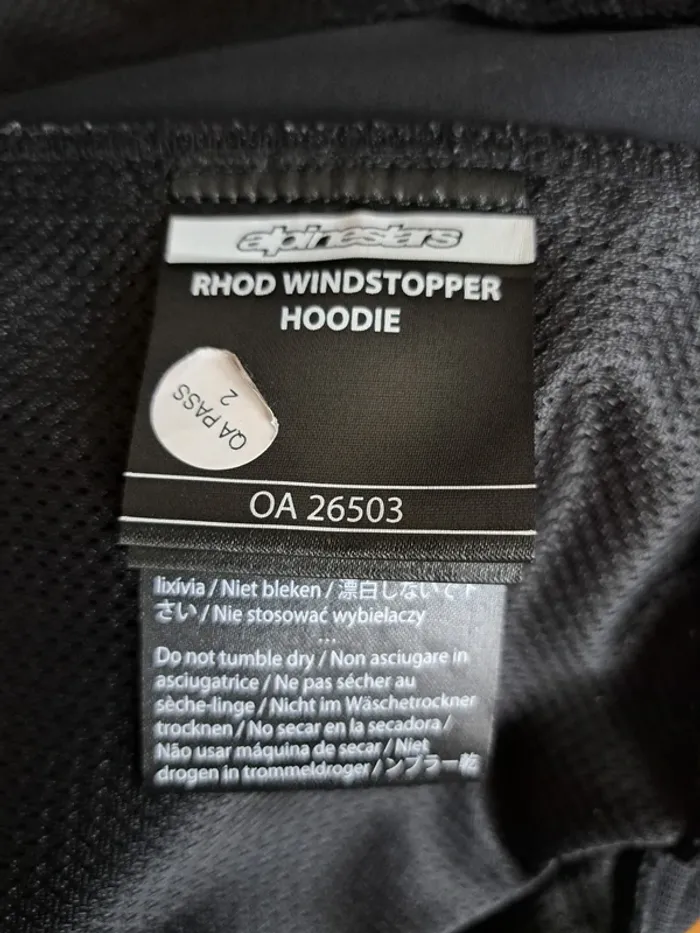 alpinestars
RHOD WINDSTOPPER
HOODIE
QA PASS
2
OA 26503
lixívia / Niet bleken / 漂白しないで下
さい / Nie stosować wybielaczy
...
Do not tumble dry / Non asciugare in
asciugatrice / Ne pas sécher au
sèche-linge / Nicht im Wäschetrockner
trocknen / No secar en la secadora /
Não usar máquina de secar / Niet
drogen in trommeldroger / ンブラー乾